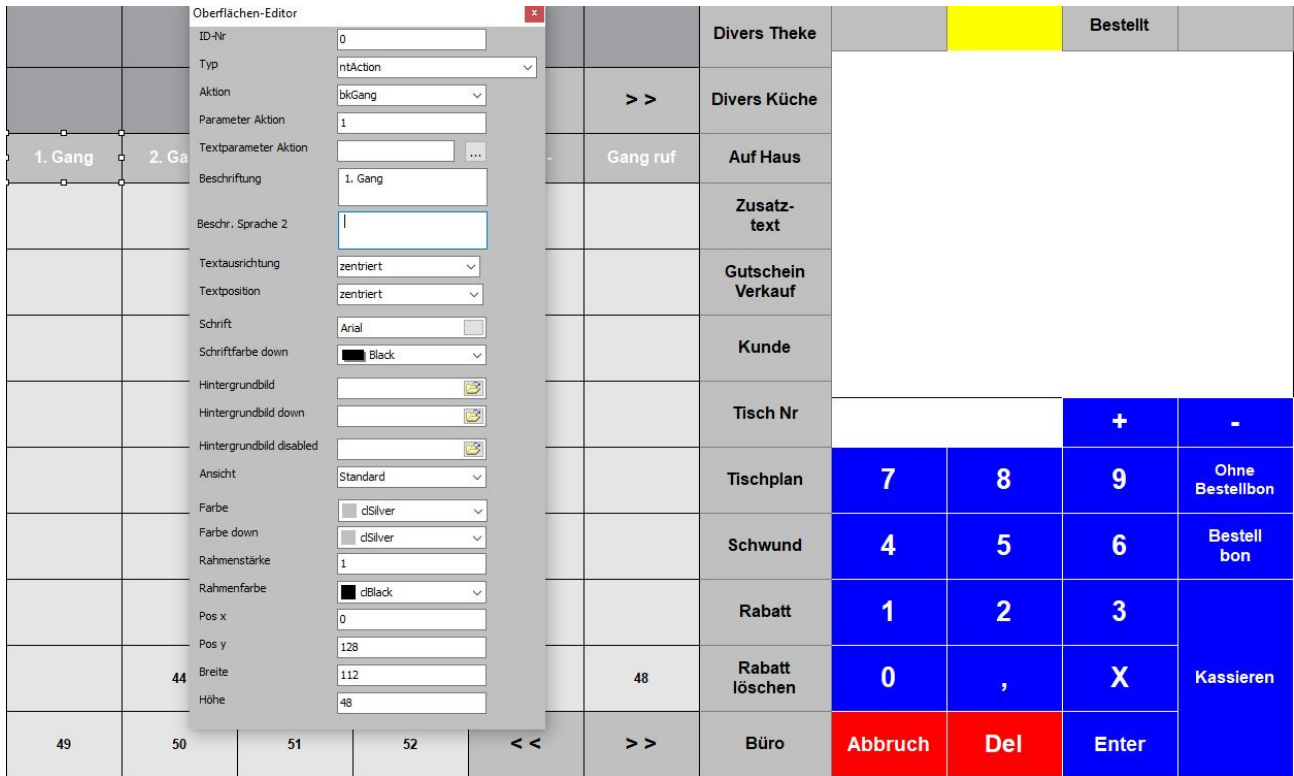 Oberflächen-Editor
x
ID-Nr
0
Typ
ntAction
Aktion
bkGang
Parameter Aktion
1
Textparameter Aktion
...
Beschriftung
1. Gang
Beschr. Sprache 2
Textausrichtung
zentriert
Textposition
zentriert
Schrift
Arial
Schriftfarbe down
Black
Hintergrundbild
Hintergrundbild down
Hintergrundbild disabled
Ansicht
Standard
Farbe
clSilver
Farbe down
clSilver
Rahmenstärke
1
Rahmenfarbe
clBlack
Pos x
0
Pos y
128
Breite
112
Höhe
48
1. Gang
2. Ga
-
Gang ruf
> >
44
48
49
50
51
52
< <
> >
Divers Theke
Divers Küche
Auf Haus
Zusatz-
text
Gutschein
Verkauf
Kunde
Tisch Nr
Tischplan
Schwund
Rabatt
Rabatt
löschen
Büro
Bestellt
+
-
7
8
9
Ohne
Bestellbon
4
5
6
Bestell
bon
1
2
3
0
,
X
Kassieren
Abbruch
Del
Enter